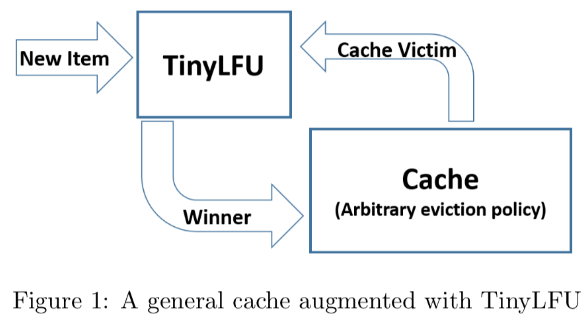 New Item
TinyLFU
Cache Victim
Cache
(Arbitrary eviction policy)
Winner
Figure 1: A general cache augmented with TinyLFU